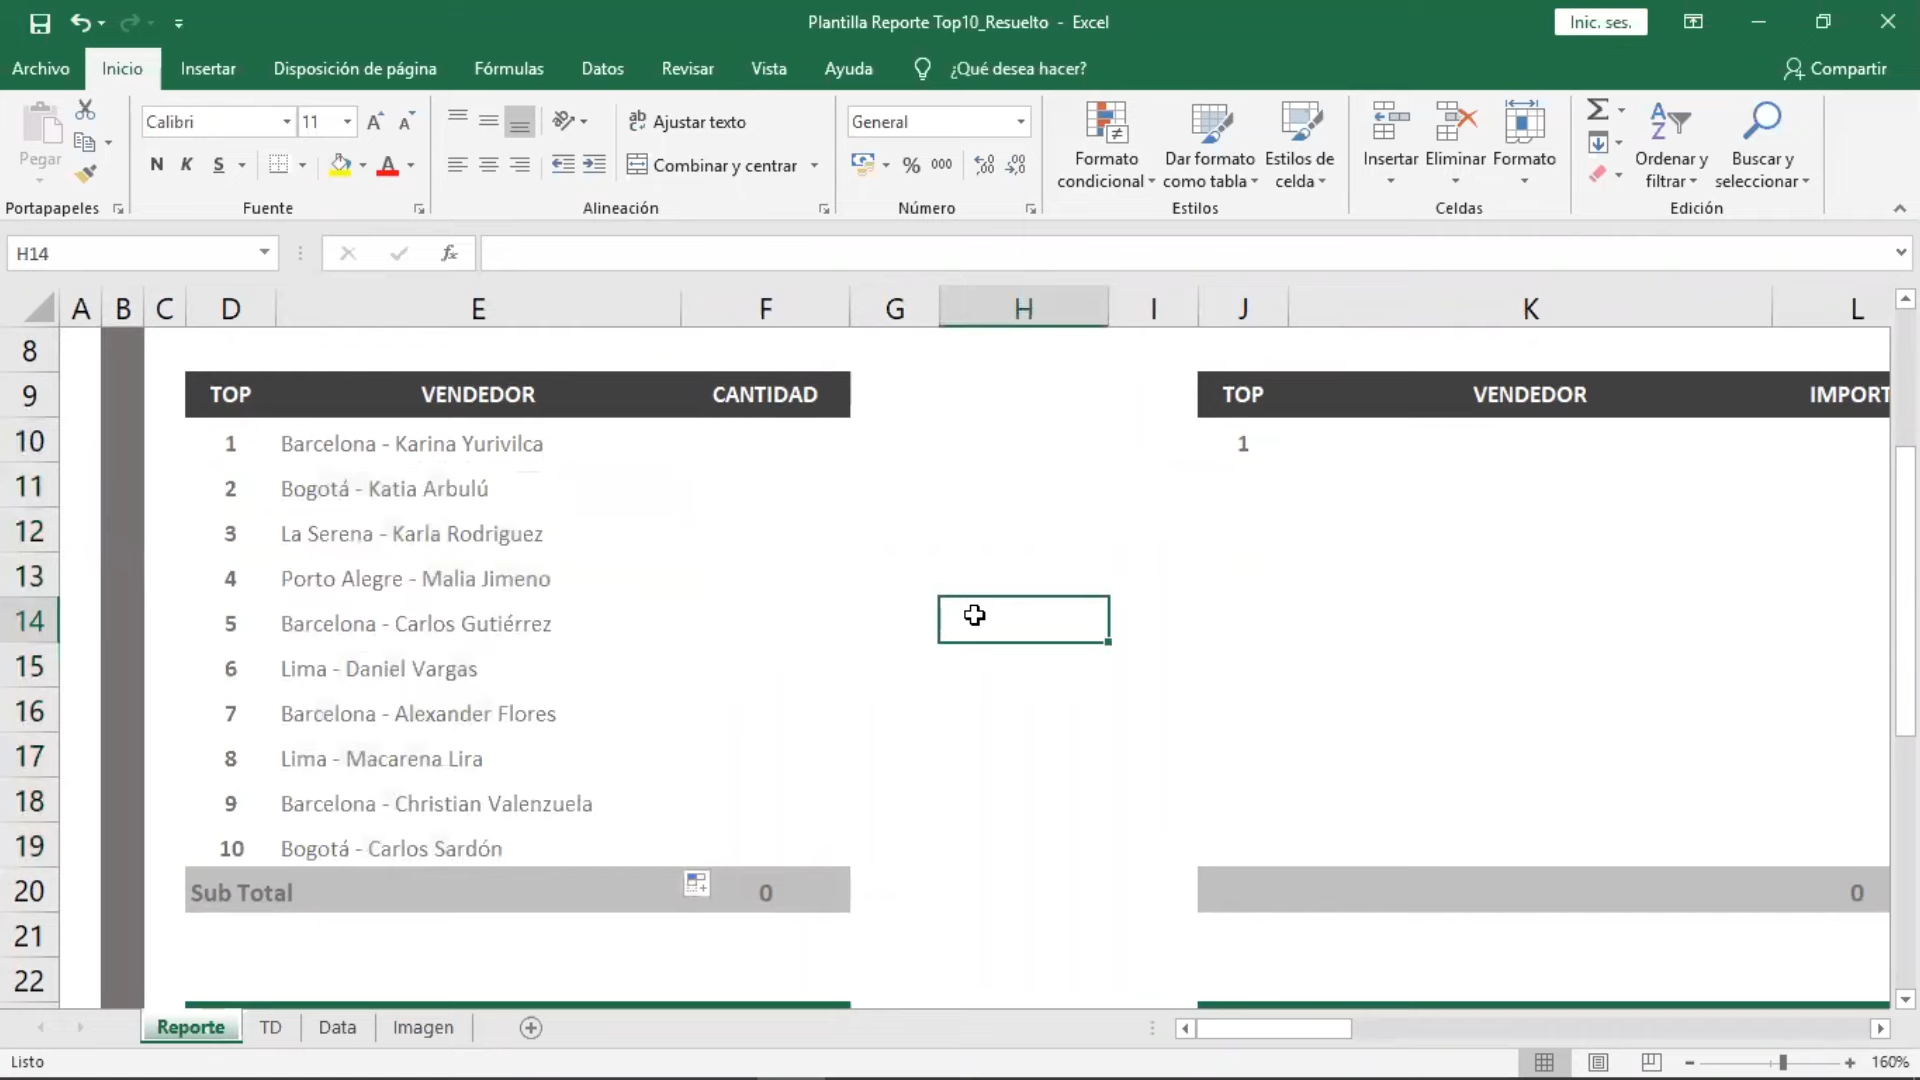 Plantilla Reporte Top10_Resuelto - Excel
Inic. ses.
Archivo Inicio Insertar Disposición de página Fórmulas Datos Revisar Vista Ayuda ¿Qué desea hacer? Compartir
Pegar
Calibri 11
N K S A
Ajustar texto
Combinar y centrar
General
% 000
Formato condicional
Dar formato como tabla
Estilos de celda
Insertar Eliminar Formato
Ordenar y filtrar
Buscar y seleccionar
Portapapeles Fuente Alineación Número Estilos Celdas Edición
H14 fx
A B C D E F G H I J K L
8
9 TOP VENDEDOR CANTIDAD TOP VENDEDOR IMPORT
10 1 Barcelona - Karina Yurivilca 1
11 2 Bogotá - Katia Arbulú
12 3 La Serena - Karla Rodriguez
13 4 Porto Alegre - Malia Jimeno
14 5 Barcelona - Carlos Gutiérrez
15 6 Lima - Daniel Vargas
16 7 Barcelona - Alexander Flores
17 8 Lima - Macarena Lira
18 9 Barcelona - Christian Valenzuela
19 10 Bogotá - Carlos Sardón
20 Sub Total 0 0
21
22
Reporte TD Data Imagen
Listo 160%